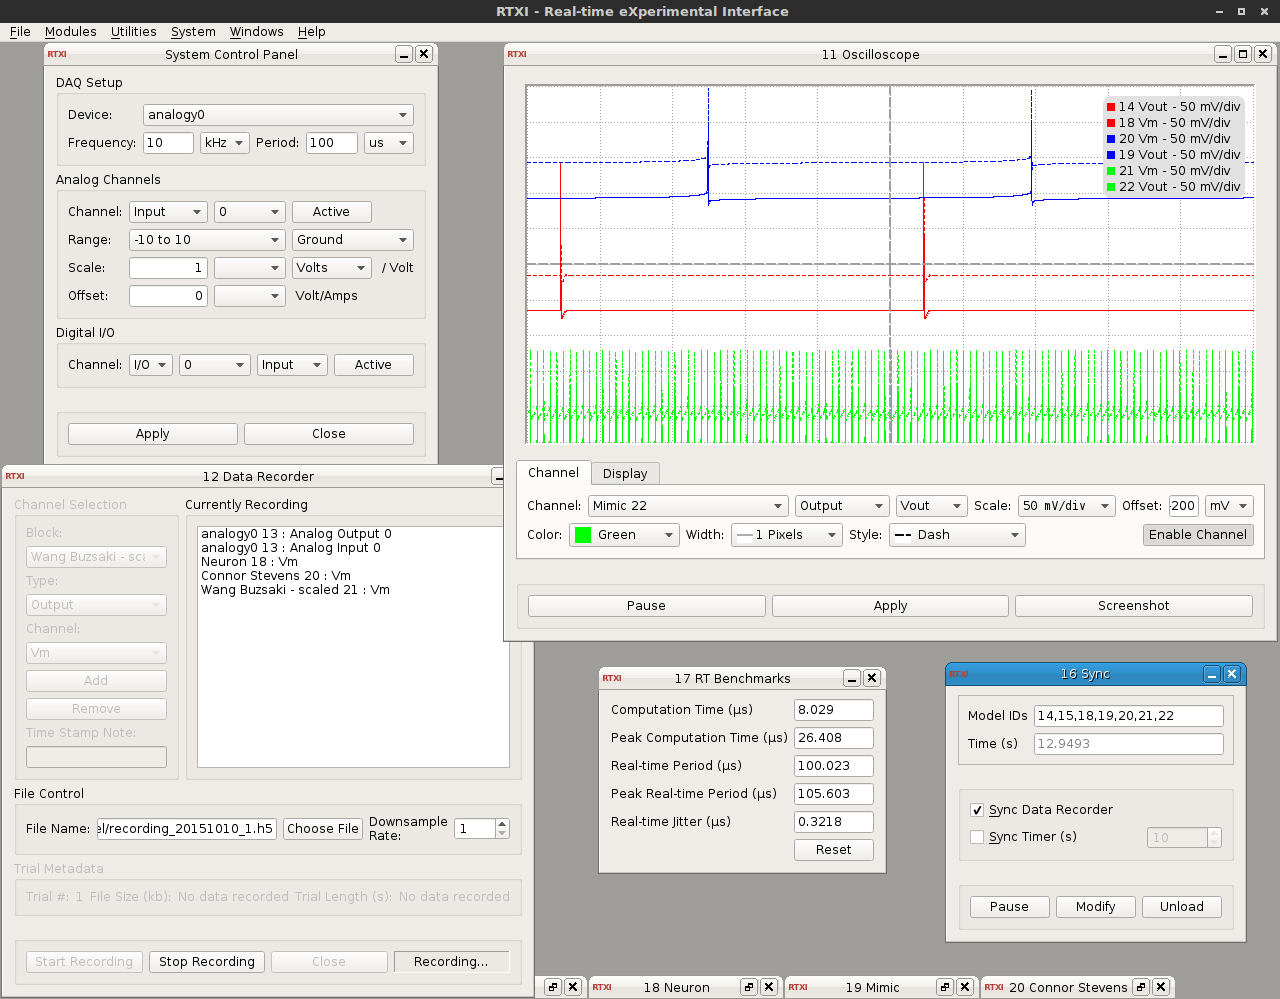 RTXI - Real-time eXperimental Interface
File Modules Utilities System Windows Help
RTXI System Control Panel
DAQ Setup
Device: analogy0
Frequency: 10 kHz Period: 100 us
Analog Channels
Channel: Input 0 Active
Range: -10 to 10 Ground
Scale: 1 Volts / Volt
Offset: 0 Volt/Amps
Digital I/O
Channel: I/O 0 Input Active
Apply Close
RTXI 11 Oscilloscope
14 Vout - 50 mV/div
18 Vm - 50 mV/div
20 Vm - 50 mV/div
19 Vout - 50 mV/div
21 Vm - 50 mV/div
22 Vout - 50 mV/div
Channel Display
Channel: Mimic 22 Output Vout Scale: 50 mV/div Offset: 200 mV
Color: Green Width: 1 Pixels Style: Dash Enable Channel
Pause Apply Screenshot
RTXI 12 Data Recorder
Channel Selection
Block:
Wang Buzsaki - sca
Type:
Output
Channel:
Vm
Add
Remove
Time Stamp Note:
Currently Recording
analogy0 13 : Analog Output 0
analogy0 13 : Analog Input 0
Neuron 18 : Vm
Connor Stevens 20 : Vm
Wang Buzsaki - scaled 21 : Vm
File Control
File Name: el/recording_20151010_1.h5 Choose File Downsample Rate: 1
Trial Metadata
Trial #: 1 File Size (kb): No data recorded Trial Length (s): No data recorded
Start Recording Stop Recording Close Recording...
RTXI 17 RT Benchmarks
Computation Time (µs) 8.029
Peak Computation Time (µs) 26.408
Real-time Period (µs) 100.023
Peak Real-time Period (µs) 105.603
Real-time Jitter (µs) 0.3218
Reset
RTXI 16 Sync
Model IDs 14,15,18,19,20,21,22
Time (s) 12.9493
Sync Data Recorder
Sync Timer (s) 10
Pause Modify Unload
RTXI 18 Neuron RTXI 19 Mimic RTXI 20 Connor Stevens